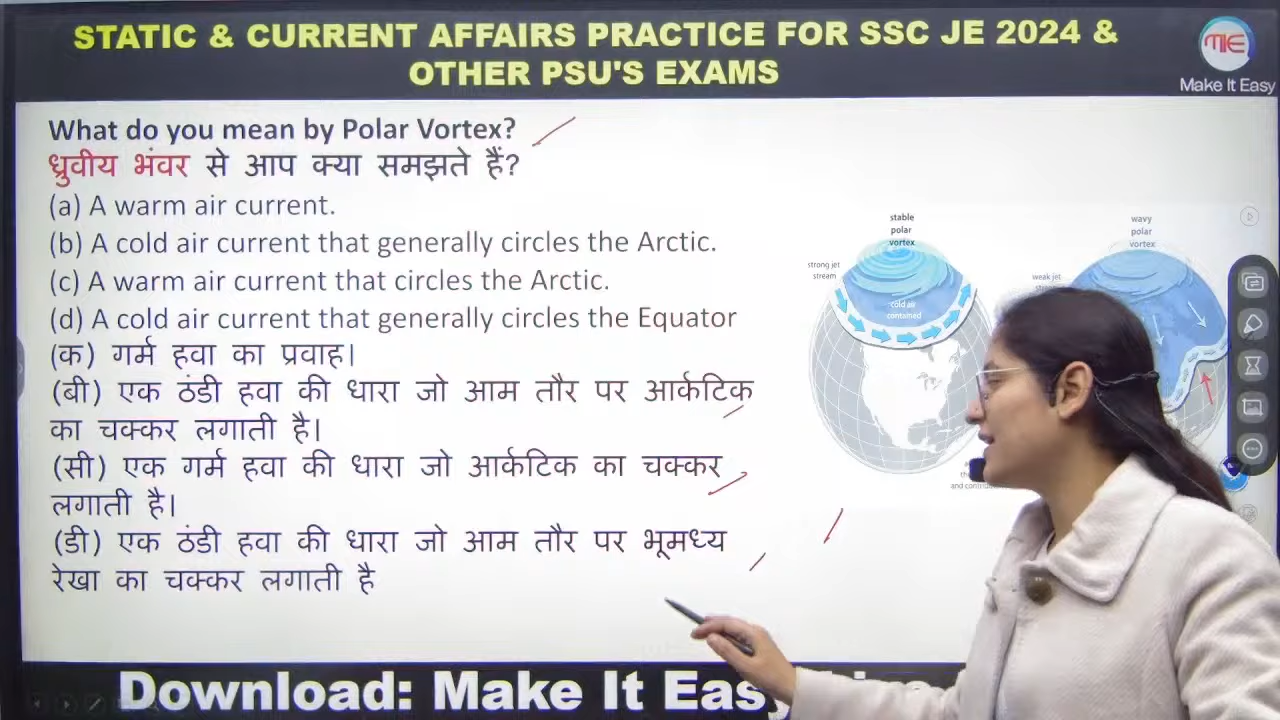 STATIC & CURRENT AFFAIRS PRACTICE FOR SSC JE 2024 &
OTHER PSU'S EXAMS
MIE
Make It Easy
What do you mean by Polar Vortex?
ध्रुवीय भंवर से आप क्या समझते हैं?
(a) A warm air current.
(b) A cold air current that generally circles the Arctic.
(c) A warm air current that circles the Arctic.
(d) A cold air current that generally circles the Equator
(क) गर्म हवा का प्रवाह।
(बी) एक ठंडी हवा की धारा जो आम तौर पर आर्कटिक
का चक्कर लगाती है।
(सी) एक गर्म हवा की धारा जो आर्कटिक का चक्कर
लगाती है।
(डी) एक ठंडी हवा की धारा जो आम तौर पर भूमध्य
रेखा का चक्कर लगाती है
stable
polar
vortex
strong jet
stream
cold air
contained
wavy
polar
vortex
weak jet
Download: Make It Easy